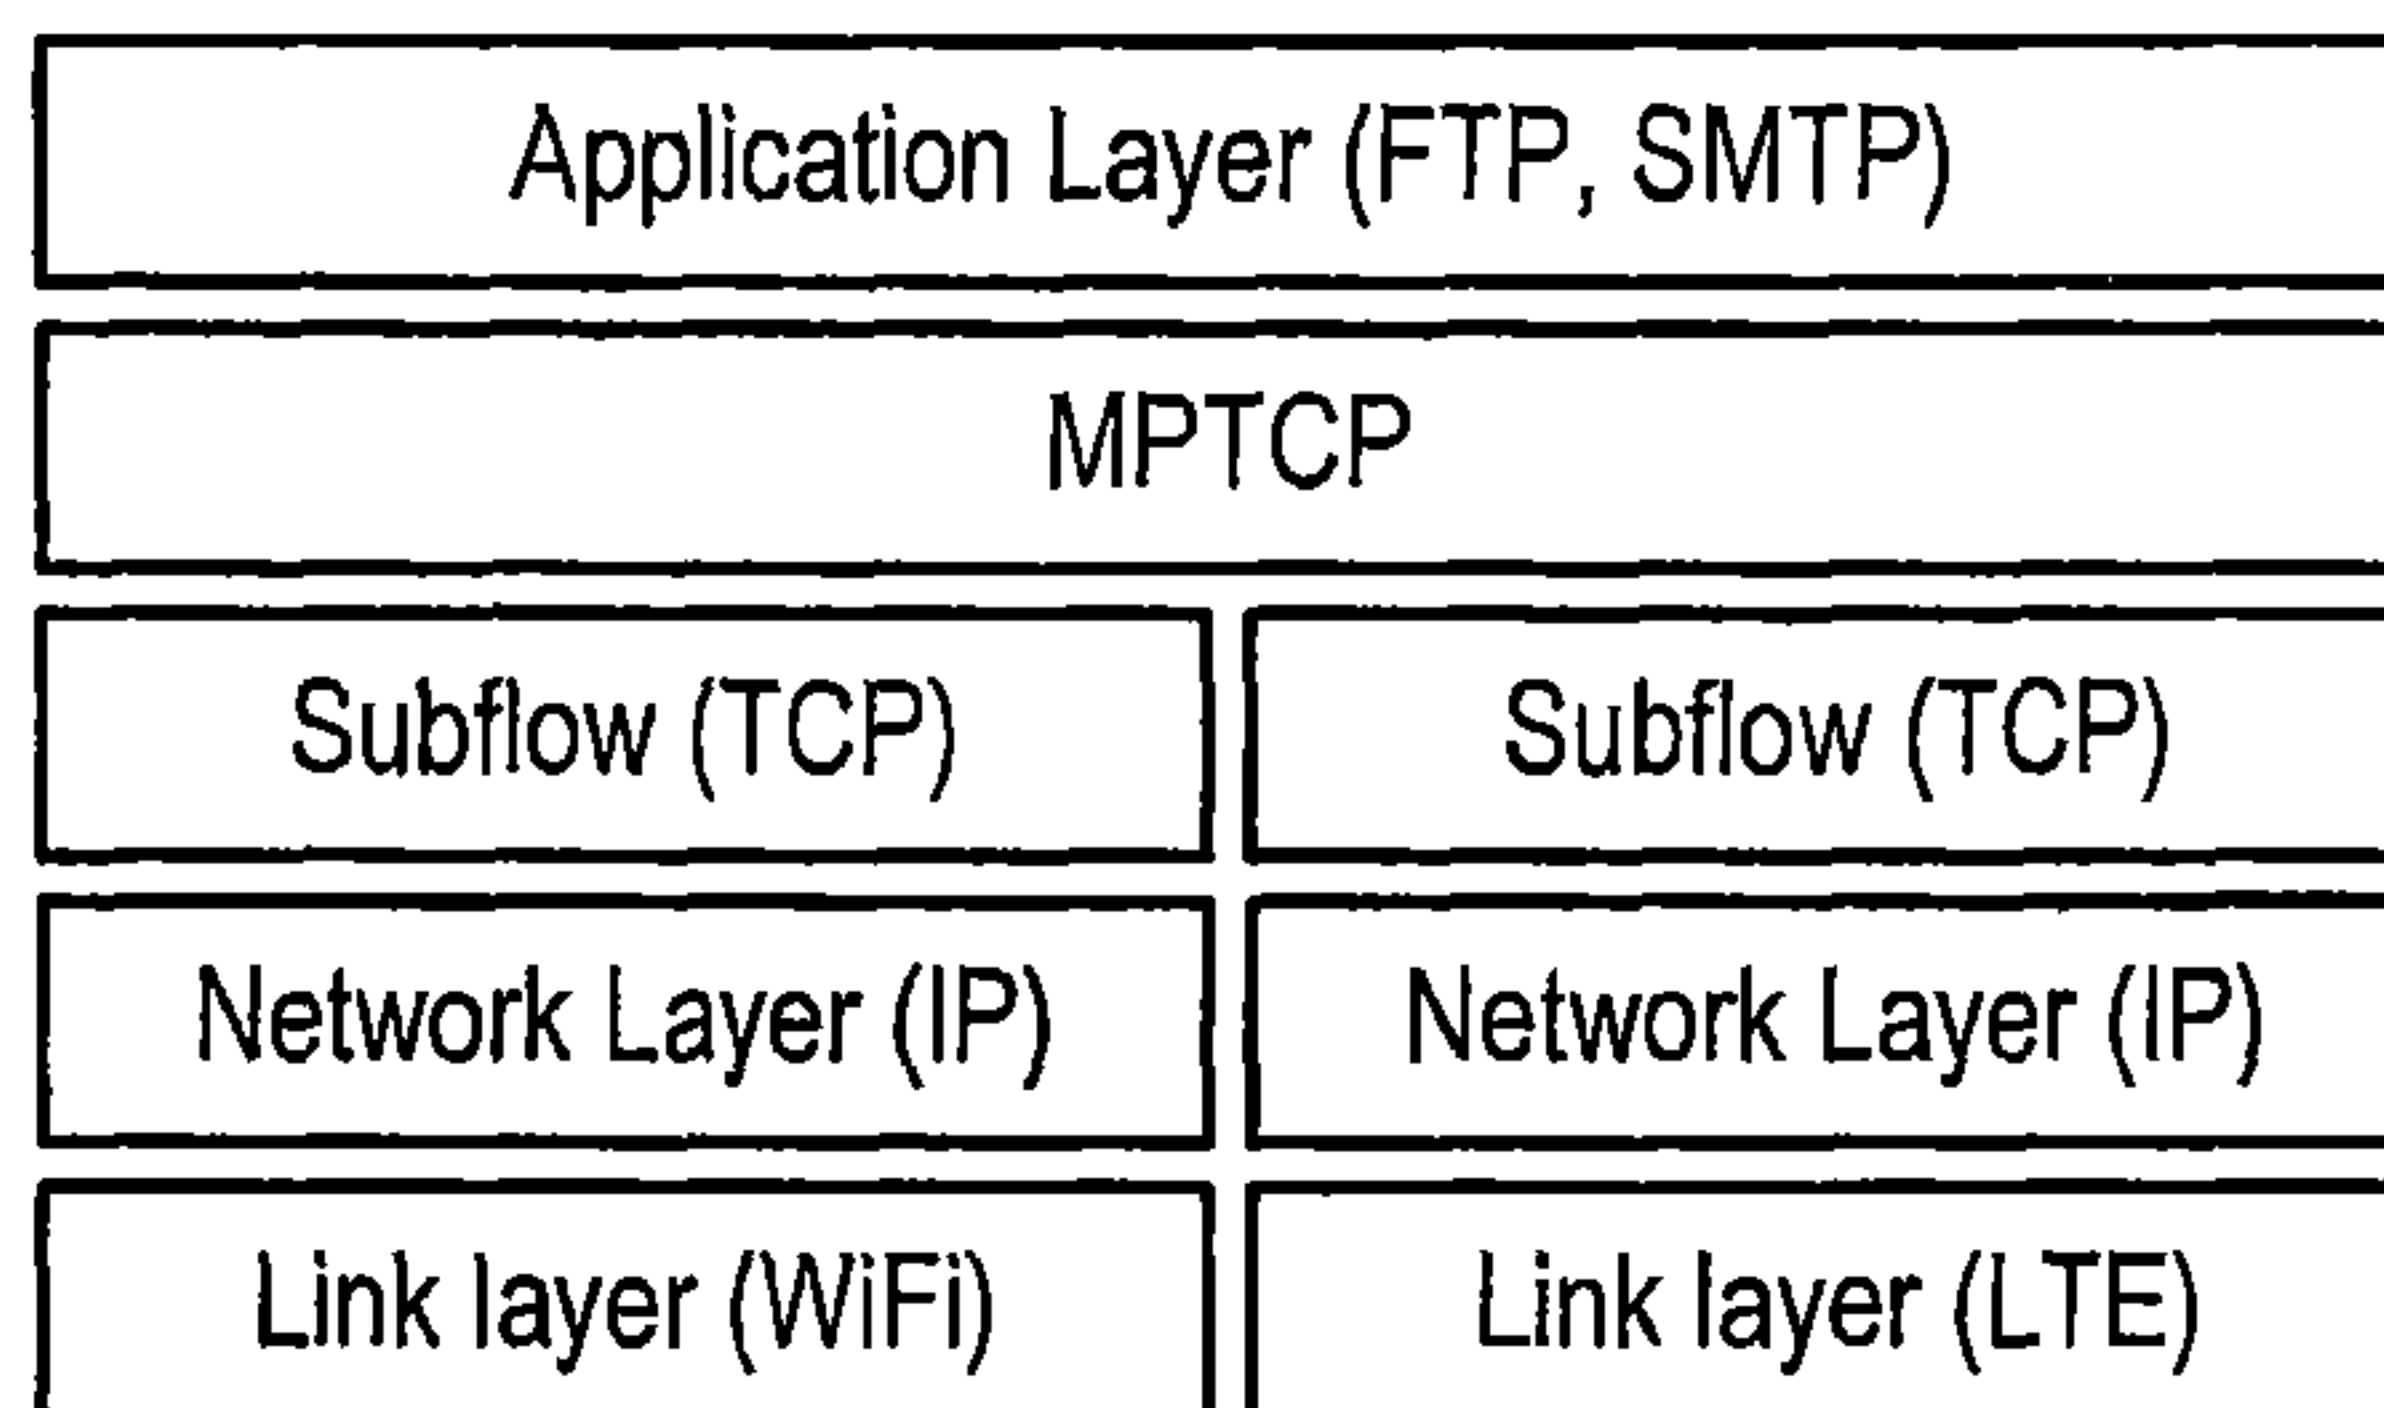 Application Layer (FTP, SMTP)
MPTCP
Subflow (TCP) Subflow (TCP)
Network Layer (IP) Network Layer (IP)
Link layer (WiFi) Link layer (LTE)